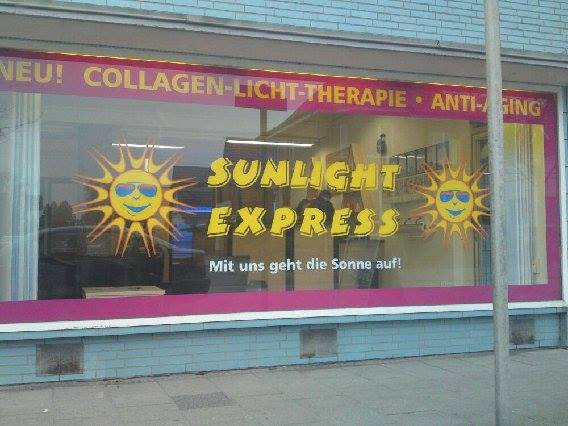 NEU! COLLAGEN-LICHT-THERAPIE · ANTI-AGING
SUNLIGHT
EXPRESS
Mit uns geht die Sonne auf!